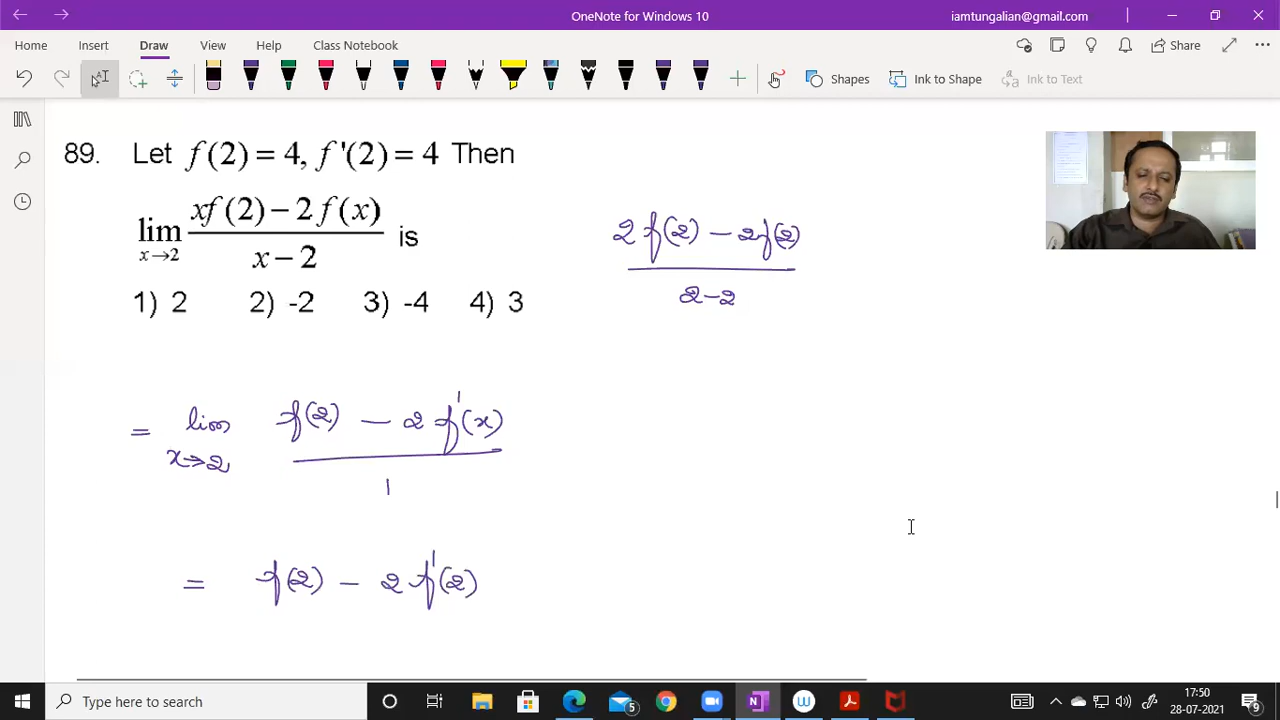 OneNote for Windows 10
iamtungalian@gmail.com
Home Insert Draw View Help Class Notebook
Share
Shapes Ink to Shape Ink to Text
89. Let f(2) = 4, f'(2) = 4 Then
lim x→2 (xf(2) − 2f(x)) / (x − 2) is
1) 2 2) -2 3) -4 4) 3
2f(2) − 2f(2)
2−2
= lim x→2 f(2) − 2f'(x)
1
= f(2) − 2f'(2)
Type here to search
5
W
N
17:50
28-07-2021
9